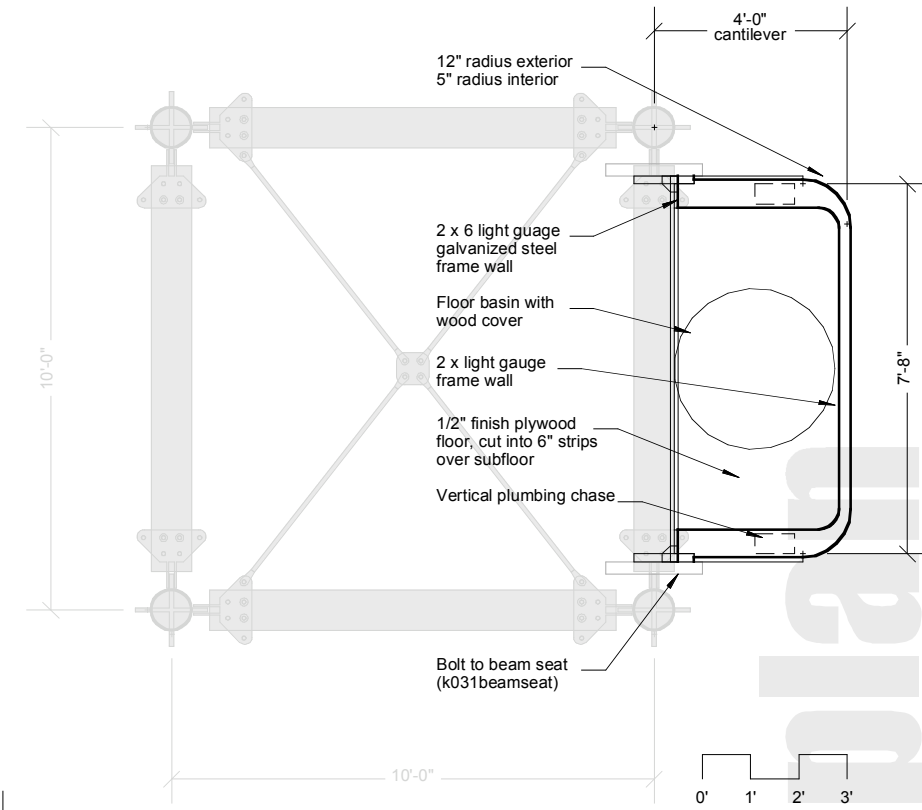 4'-0"
cantilever
12" radius exterior
5" radius interior
2 x 6 light guage
galvanized steel
frame wall
Floor basin with
wood cover
2 x light gauge
frame wall
10'-0"
7'-8"
1/2" finish plywood
floor, cut into 6" strips
over subfloor
Vertical plumbing chase
plan
Bolt to beam seat
(k031beamseat)
10'-0"
0' 1' 2' 3'